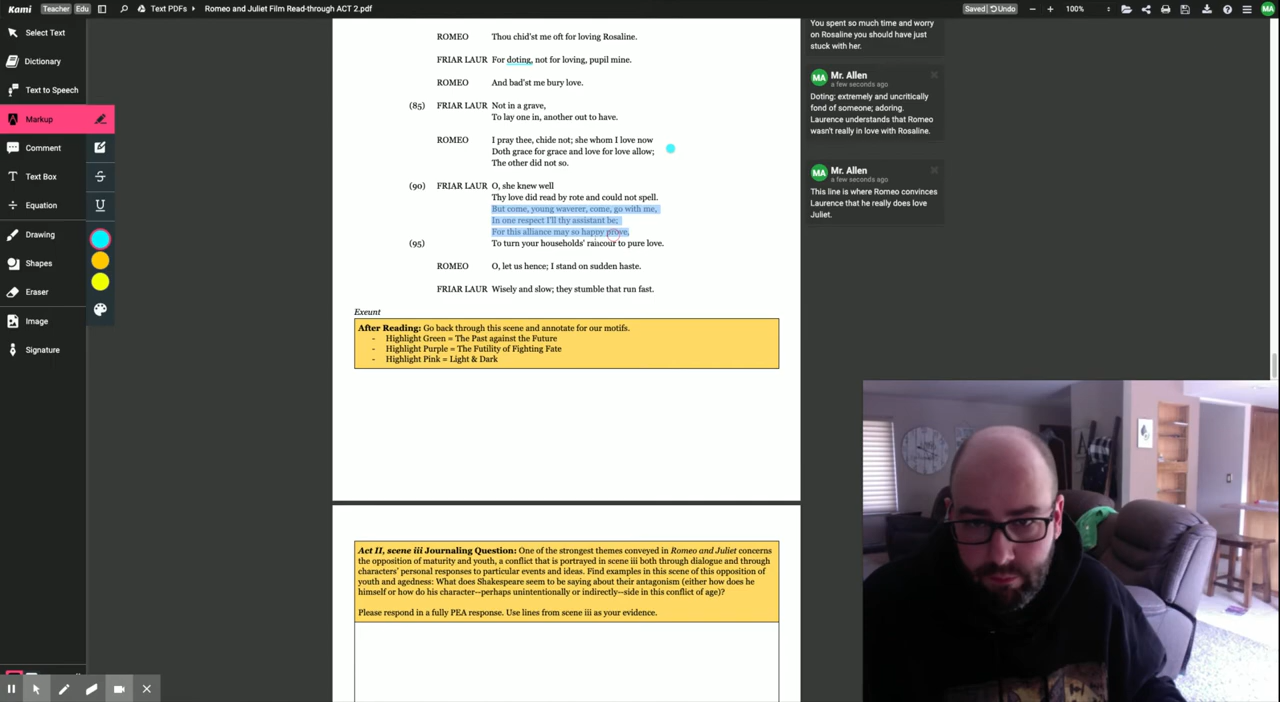 Kami Teacher Edu Text PDFs › Romeo and Juliet Film Read-through ACT 2.pdf Saved Undo 100% MA
Select Text
Dictionary
Text to Speech
Markup
Comment
Text Box
Equation
Drawing
Shapes
Eraser
Image
Signature
ROMEO Thou chid'st me oft for loving Rosaline.
FRIAR LAUR For doting, not for loving, pupil mine.
ROMEO And bad'st me bury love.
(85) FRIAR LAUR Not in a grave,
To lay one in, another out to have.
ROMEO I pray thee, chide not; she whom I love now
Doth grace for grace and love for love allow;
The other did not so.
(90) FRIAR LAUR O, she knew well
Thy love did read by rote and could not spell.
But come, young waverer, come, go with me,
In one respect I'll thy assistant be;
For this alliance may so happy prove,
(95) To turn your households' rancour to pure love.
ROMEO O, let us hence; I stand on sudden haste.
FRIAR LAUR Wisely and slow; they stumble that run fast.
Exeunt
After Reading: Go back through this scene and annotate for our motifs.
- Highlight Green = The Past against the Future
- Highlight Purple = The Futility of Fighting Fate
- Highlight Pink = Light & Dark
Act II, scene iii Journaling Question: One of the strongest themes conveyed in Romeo and Juliet concerns
the opposition of maturity and youth, a conflict that is portrayed in scene iii both through dialogue and through
characters' personal responses to particular events and ideas. Find examples in this scene of this opposition of
youth and agedness: What does Shakespeare seem to be saying about their antagonism (either how does he
himself or how do his character--perhaps unintentionally or indirectly--side in this conflict of age)?
Please respond in a fully PEA response. Use lines from scene iii as your evidence.
You spent so much time and worry
on Rosaline you should have just
stuck with her.
MA Mr. Allen
a few seconds ago
Doting: extremely and uncritically
fond of someone; adoring.
Laurence understands that Romeo
wasn't really in love with Rosaline.
MA Mr. Allen
a few seconds ago
This line is where Romeo convinces
Laurence that he really does love
Juliet.